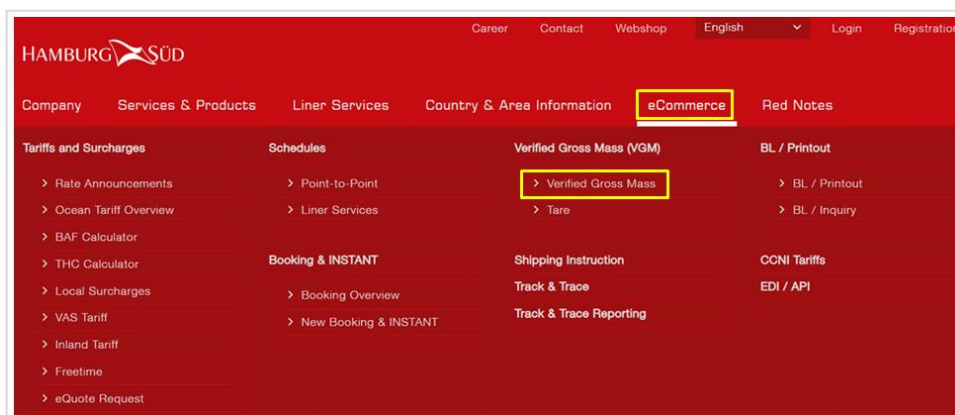 Career Contact Webshop English Login Registration
HAMBURG SÜD
Company Services & Products Liner Services Country & Area Information eCommerce Red Notes
Tariffs and Surcharges
> Rate Announcements
> Ocean Tariff Overview
> BAF Calculator
> THC Calculator
> Local Surcharges
> VAS Tariff
> Inland Tariff
> Freetime
> eQuote Request
Schedules
> Point-to-Point
> Liner Services
Booking & INSTANT
> Booking Overview
> New Booking & INSTANT
Verified Gross Mass (VGM)
> Verified Gross Mass
> Tare
Shipping Instruction
Track & Trace
Track & Trace Reporting
BL / Printout
> BL / Printout
> BL / Inquiry
CCNI Tariffs
EDI / API